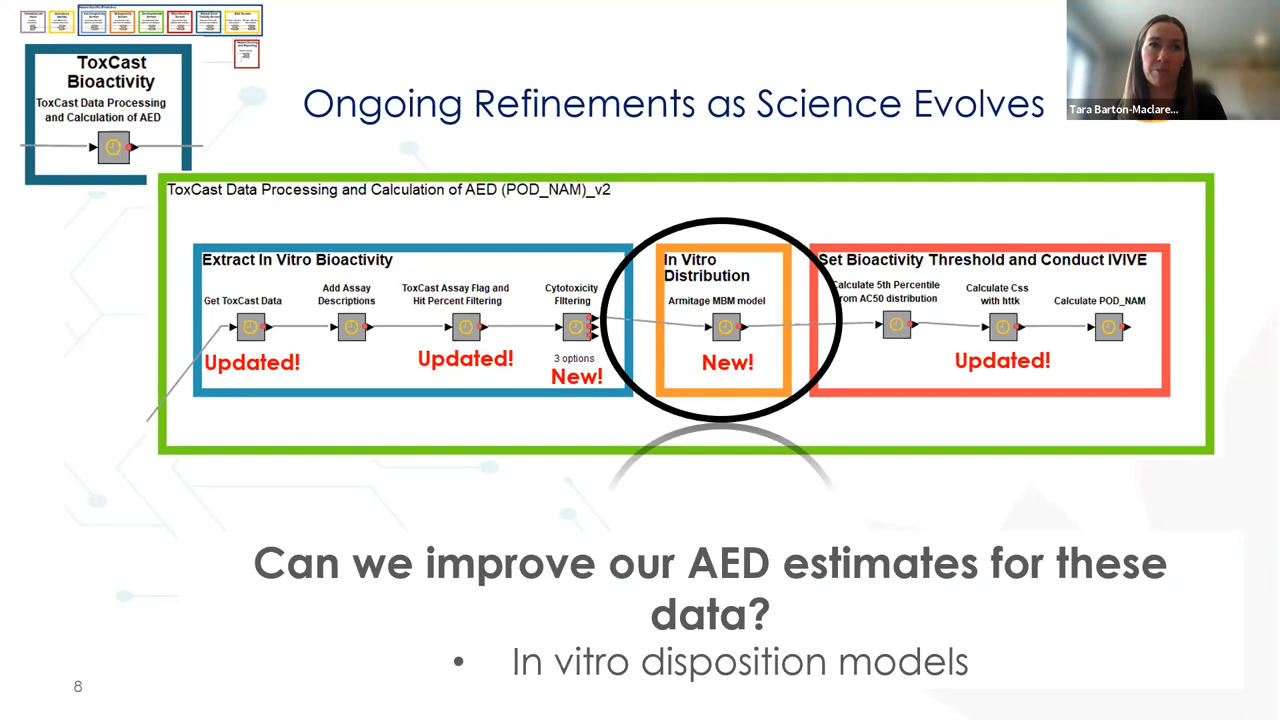 ToxCast
Bioactivity
ToxCast Data Processing
and Calculation of AED
Ongoing Refinements as Science Evolves
Tara Barton-Maclare...
ToxCast Data Processing and Calculation of AED (POD_NAM)_v2
Extract In Vitro Bioactivity
Get ToxCast Data
Updated!
Add Assay
Descriptions
ToxCast Assay Flag and
Hit Percent Filtering
Updated!
Cytotoxicity
Filtering
3 options
New!
In Vitro
Distribution
Armitage MBM model
New!
Set Bioactivity Threshold and Conduct IVIVE
Calculate 5th Percentile
from AC50 distribution
Calculate Css
with httk
Updated!
Calculate POD_NAM
Can we improve our AED estimates for these
data?
• In vitro disposition models
8